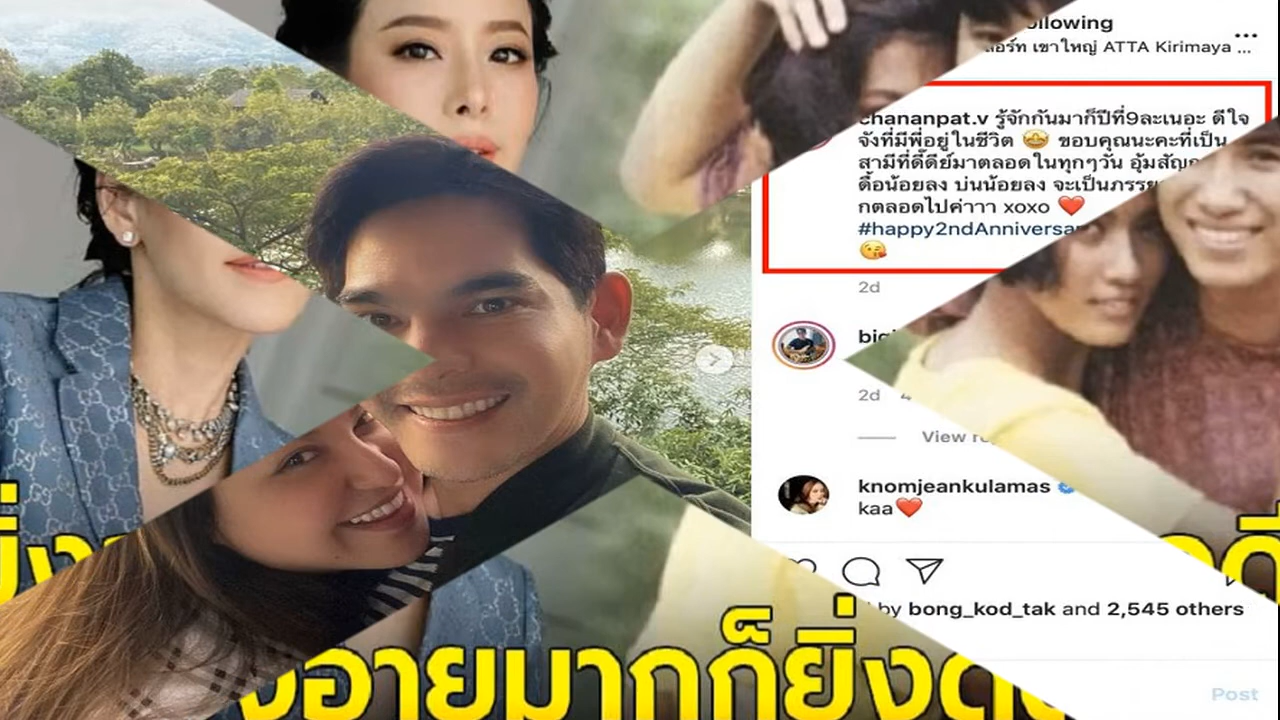 ollowing
เขาใหญ่ ATTA Kirimaya ...
chananpat.v รู้จักกันมาก็ปีที่9ละเนอะ ดีใจ
จังที่มีพี่อยู่ในชีวิต 🤩 ขอบคุณนะคะที่เป็น
สามีที่ดี๊ดีย์มาตลอดในทุกๆวัน อุ้มสัญ
ดื้อน้อยลง บ่นน้อยลง จะเป็นภรรย
กตลอดไปค่าาา xoxo ❤️
#happy2ndAnniversa
😘
2d
big
2d 4
View re
knomjeankulamas
kaa❤️
by bong_kod_tak and 2,545 others
อายมากก็ยิ่งด
Post